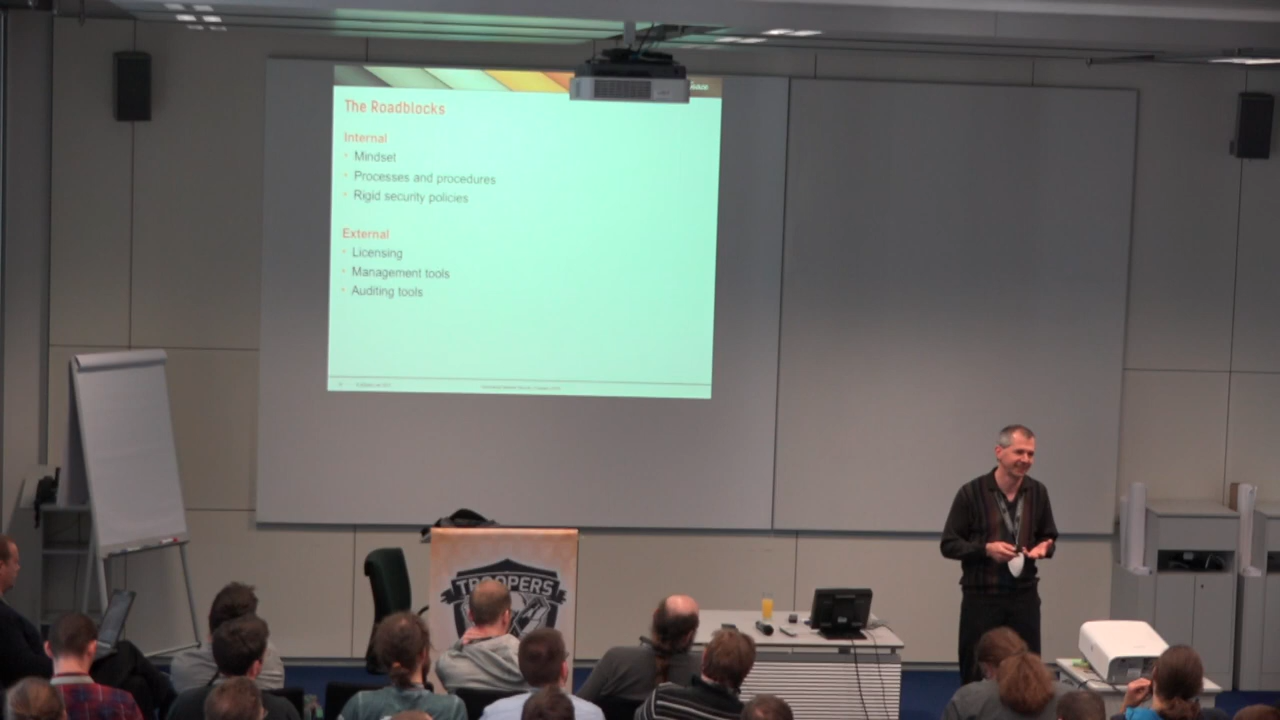 The Roadblocks
Internal
Mindset
Processes and procedures
Rigid security policies
External
Licensing
Management tools
Auditing tools
TROOPERS